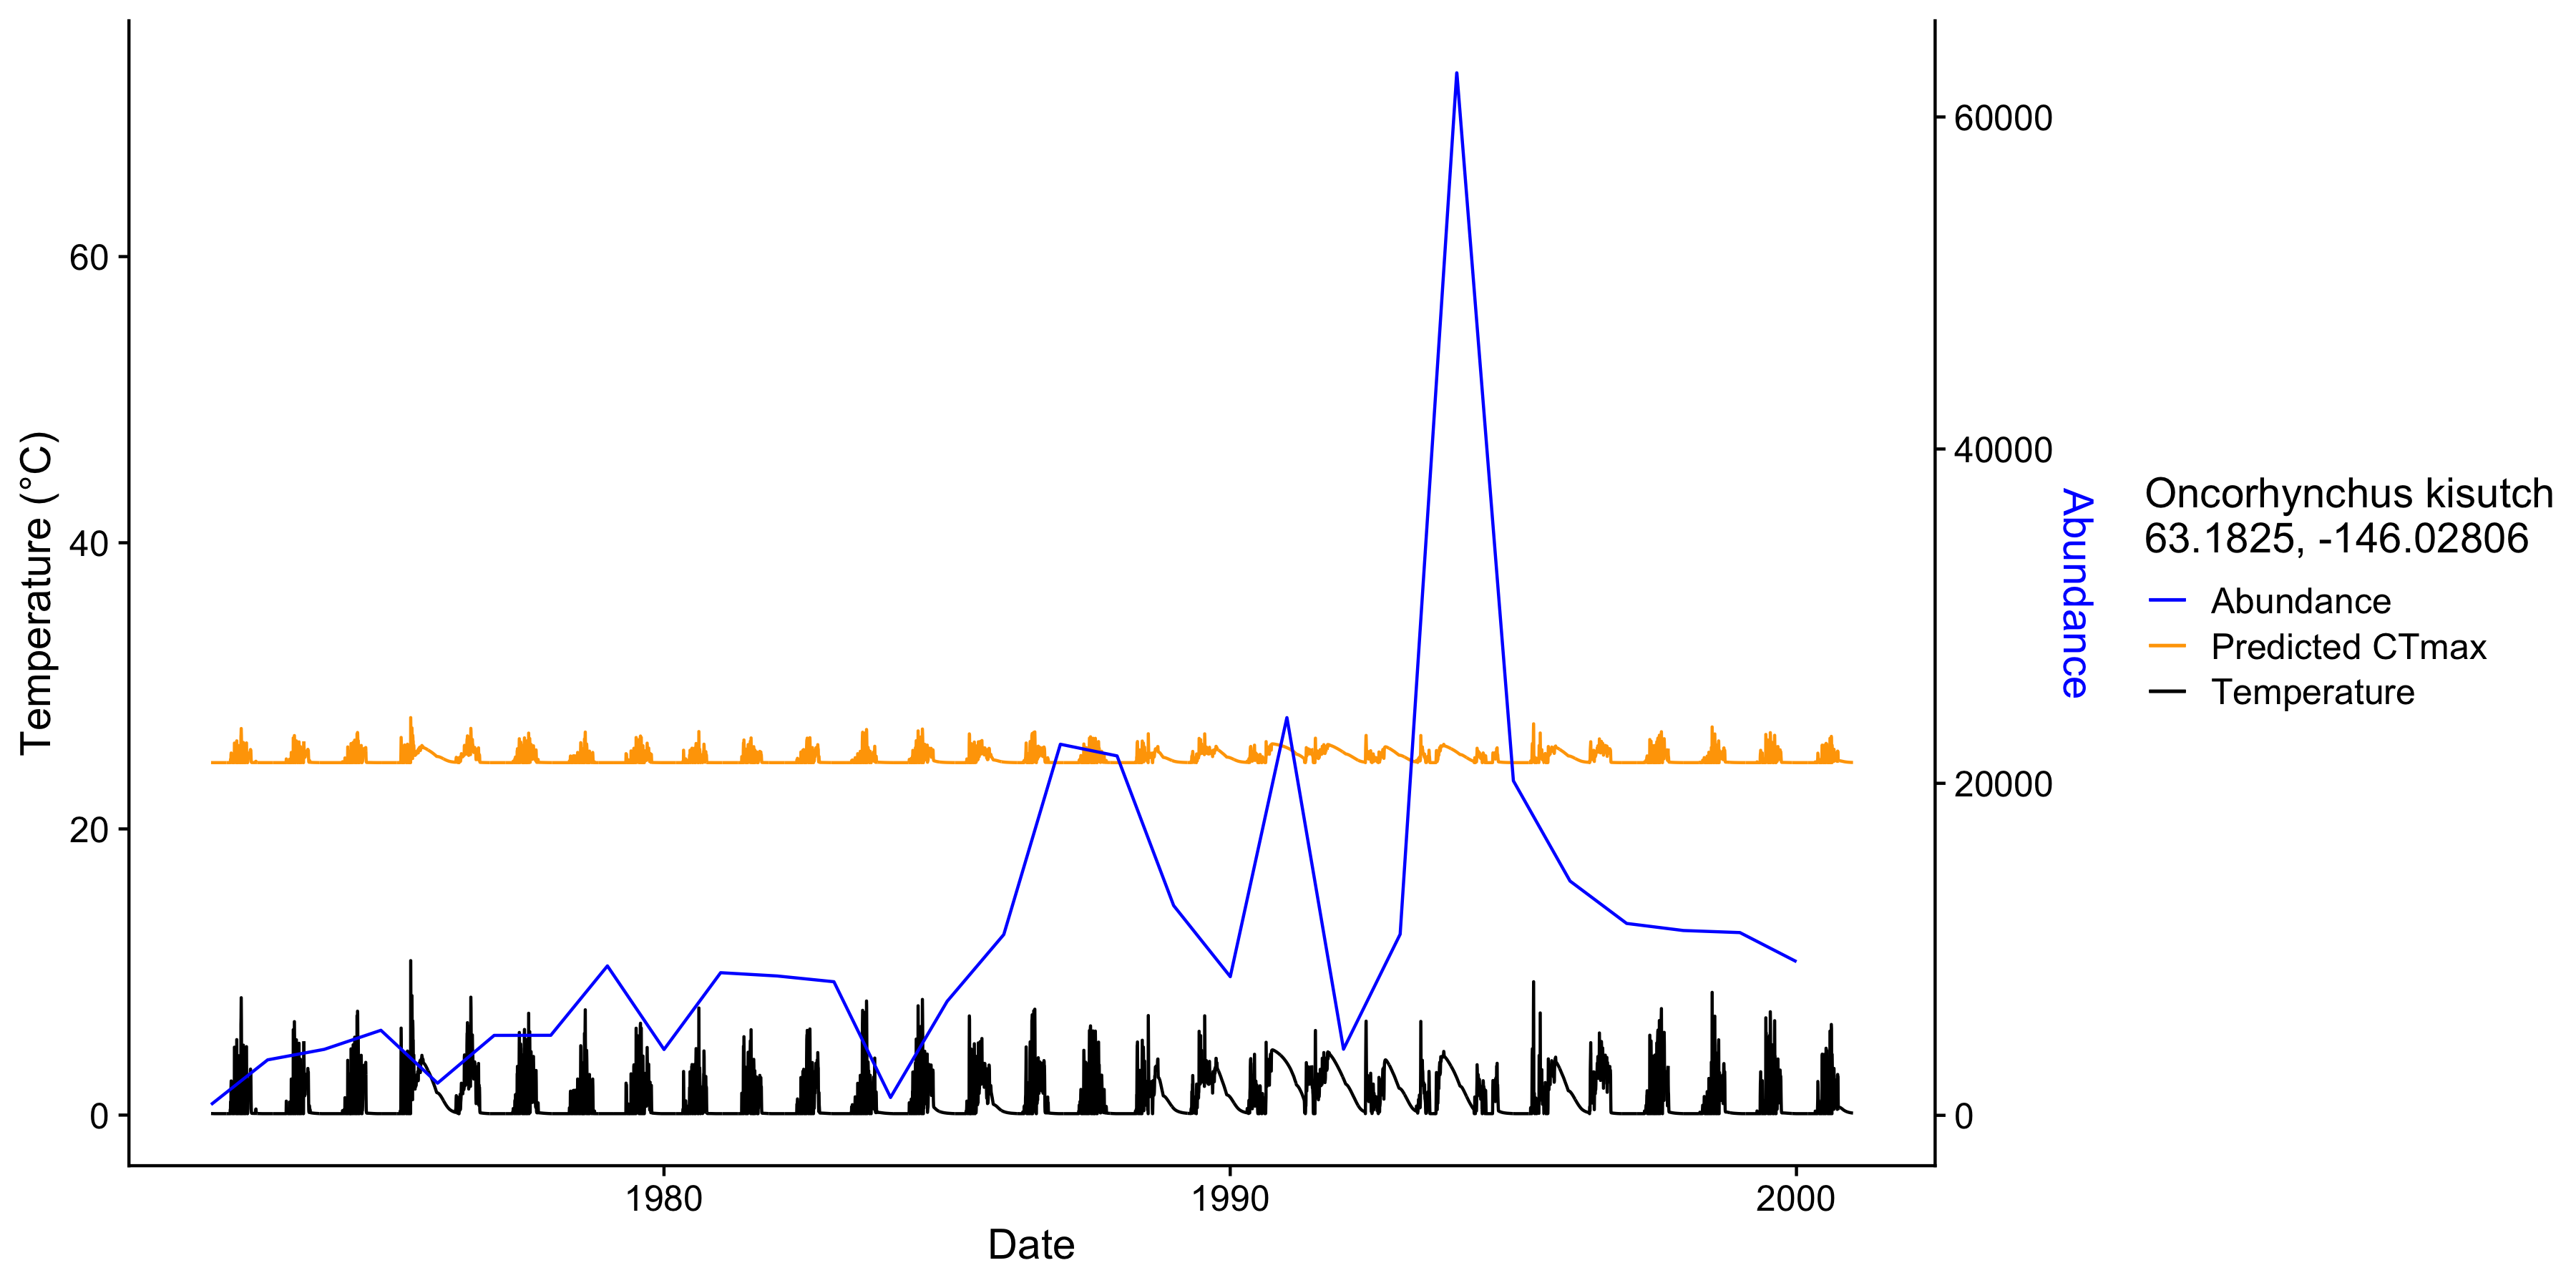 60
40
20
0
Temperature (°C)
1980
1990
2000
Date
60000
40000
20000
0
Abundance
Oncorhynchus kisutch
63.1825, -146.02806
Abundance
Predicted CTmax
Temperature